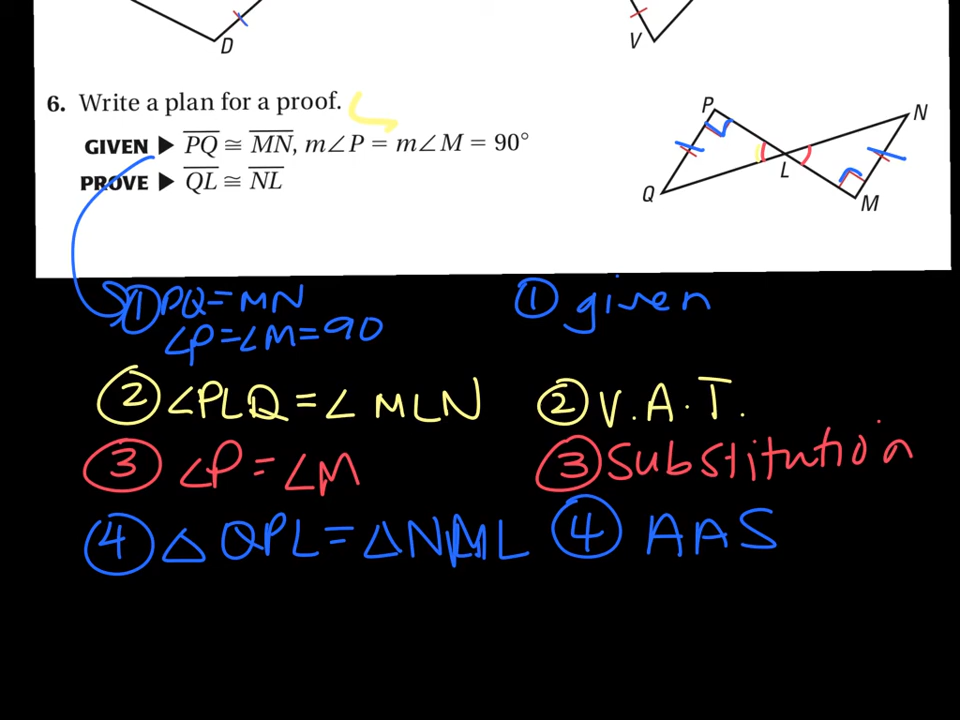 D
V
6. Write a plan for a proof.
GIVEN ▶ PQ ≅ MN, m∠P = m∠M = 90°
PROVE ▶ QL ≅ NL
P
N
L
Q
M
① PQ = MN
① given
∠P = ∠M = 90
② ∠PLQ = ∠MLN
② V.A.T.
③ ∠P = ∠M
③ Substitution
④ △QPL = △NML
④ AAS